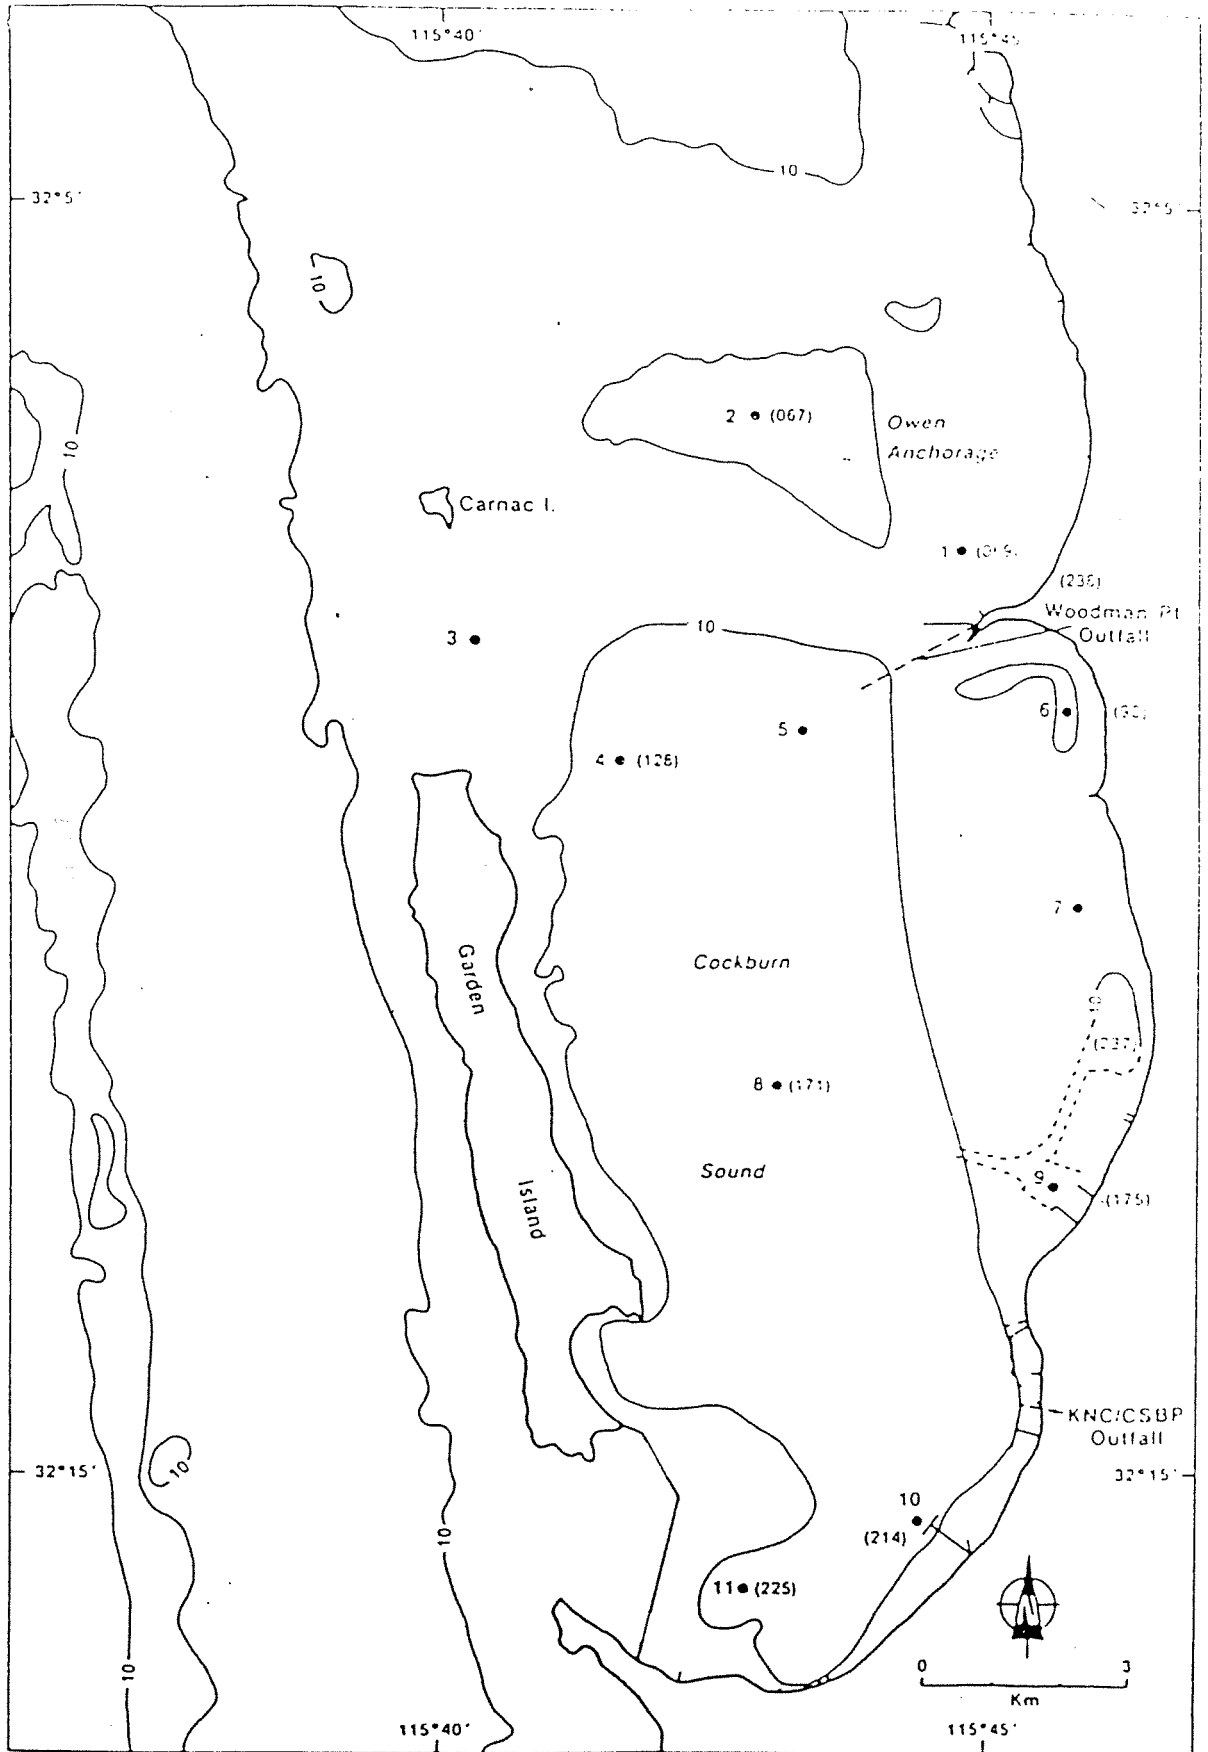 115°40'
115°45'
10
32°5'
32°5'
10
10
2 (067)
Owen
Anchorage
Carnac I.
1
(236)
Woodman Pt
Outfall
3
10
6
5
4 (128)
7
Garden
Cockburn
(237)
8 (171)
Sound
9
(175)
Island
KNC/CSBP
Outfall
10
32°15'
32°15'
10
(214)
10
11 (225)
10
0 3
Km
115°40'
115°45'